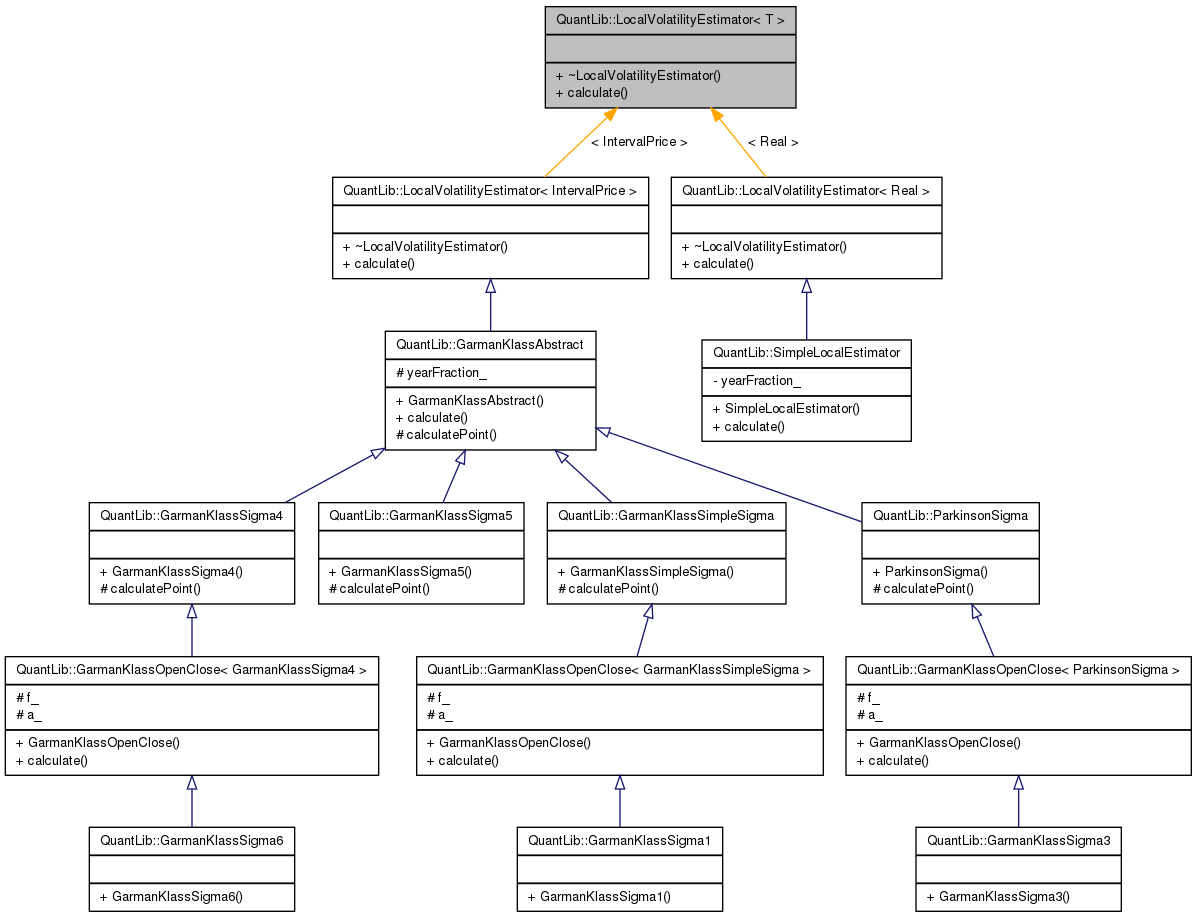 QuantLib::LocalVolatilityEstimator< T >
+ ~LocalVolatilityEstimator()
+ calculate()
< IntervalPrice >
< Real >
QuantLib::LocalVolatilityEstimator< IntervalPrice >
+ ~LocalVolatilityEstimator()
+ calculate()
QuantLib::LocalVolatilityEstimator< Real >
+ ~LocalVolatilityEstimator()
+ calculate()
QuantLib::GarmanKlassAbstract
# yearFraction_
+ GarmanKlassAbstract()
+ calculate()
# calculatePoint()
QuantLib::SimpleLocalEstimator
- yearFraction_
+ SimpleLocalEstimator()
+ calculate()
QuantLib::GarmanKlassSigma4
+ GarmanKlassSigma4()
# calculatePoint()
QuantLib::GarmanKlassSigma5
+ GarmanKlassSigma5()
# calculatePoint()
QuantLib::GarmanKlassSimpleSigma
+ GarmanKlassSimpleSigma()
# calculatePoint()
QuantLib::ParkinsonSigma
+ ParkinsonSigma()
# calculatePoint()
QuantLib::GarmanKlassOpenClose< GarmanKlassSigma4 >
# f_
# a_
+ GarmanKlassOpenClose()
+ calculate()
QuantLib::GarmanKlassOpenClose< GarmanKlassSimpleSigma >
# f_
# a_
+ GarmanKlassOpenClose()
+ calculate()
QuantLib::GarmanKlassOpenClose< ParkinsonSigma >
# f_
# a_
+ GarmanKlassOpenClose()
+ calculate()
QuantLib::GarmanKlassSigma6
+ GarmanKlassSigma6()
QuantLib::GarmanKlassSigma1
+ GarmanKlassSigma1()
QuantLib::GarmanKlassSigma3
+ GarmanKlassSigma3()